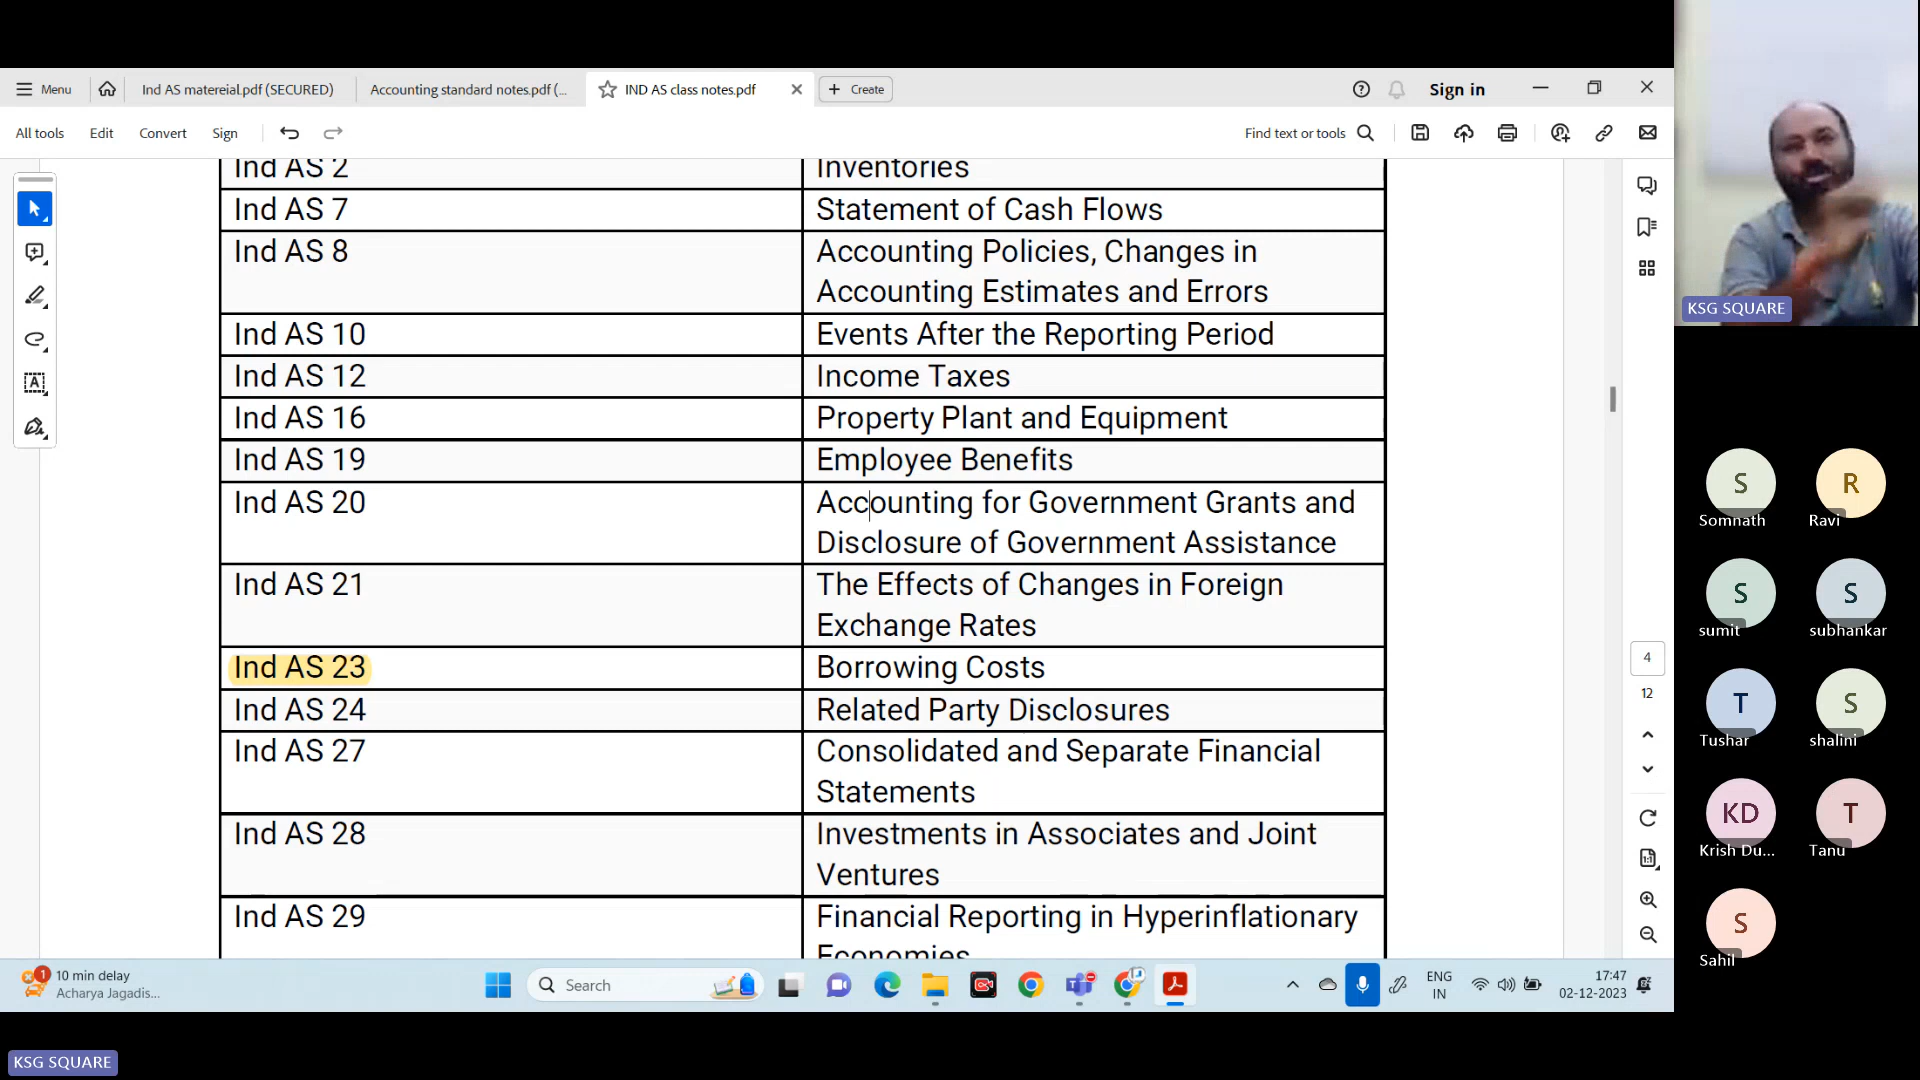 Menu
Ind AS matereial.pdf (SECURED)
Accounting standard notes.pdf (...
IND AS class notes.pdf
Create
Sign in
All tools
Edit
Convert
Sign
Find text or tools
Ind AS 2 Inventories
Ind AS 7 Statement of Cash Flows
Ind AS 8 Accounting Policies, Changes in
Accounting Estimates and Errors
Ind AS 10 Events After the Reporting Period
Ind AS 12 Income Taxes
Ind AS 16 Property Plant and Equipment
Ind AS 19 Employee Benefits
Ind AS 20 Accounting for Government Grants and
Disclosure of Government Assistance
Ind AS 21 The Effects of Changes in Foreign
Exchange Rates
Ind AS 23 Borrowing Costs
Ind AS 24 Related Party Disclosures
Ind AS 27 Consolidated and Separate Financial
Statements
Ind AS 28 Investments in Associates and Joint
Ventures
Ind AS 29 Financial Reporting in Hyperinflationary
Economies
4
12
1:1
KSG SQUARE
S
Somnath
R
Ravi
S
sumit
S
subhankar
T
Tushar
S
shalini
KD
Krish Du...
T
Tanu
S
Sahil
1
10 min delay
Acharya Jagadis...
Search
ENG
IN
17:47
02-12-2023
KSG SQUARE